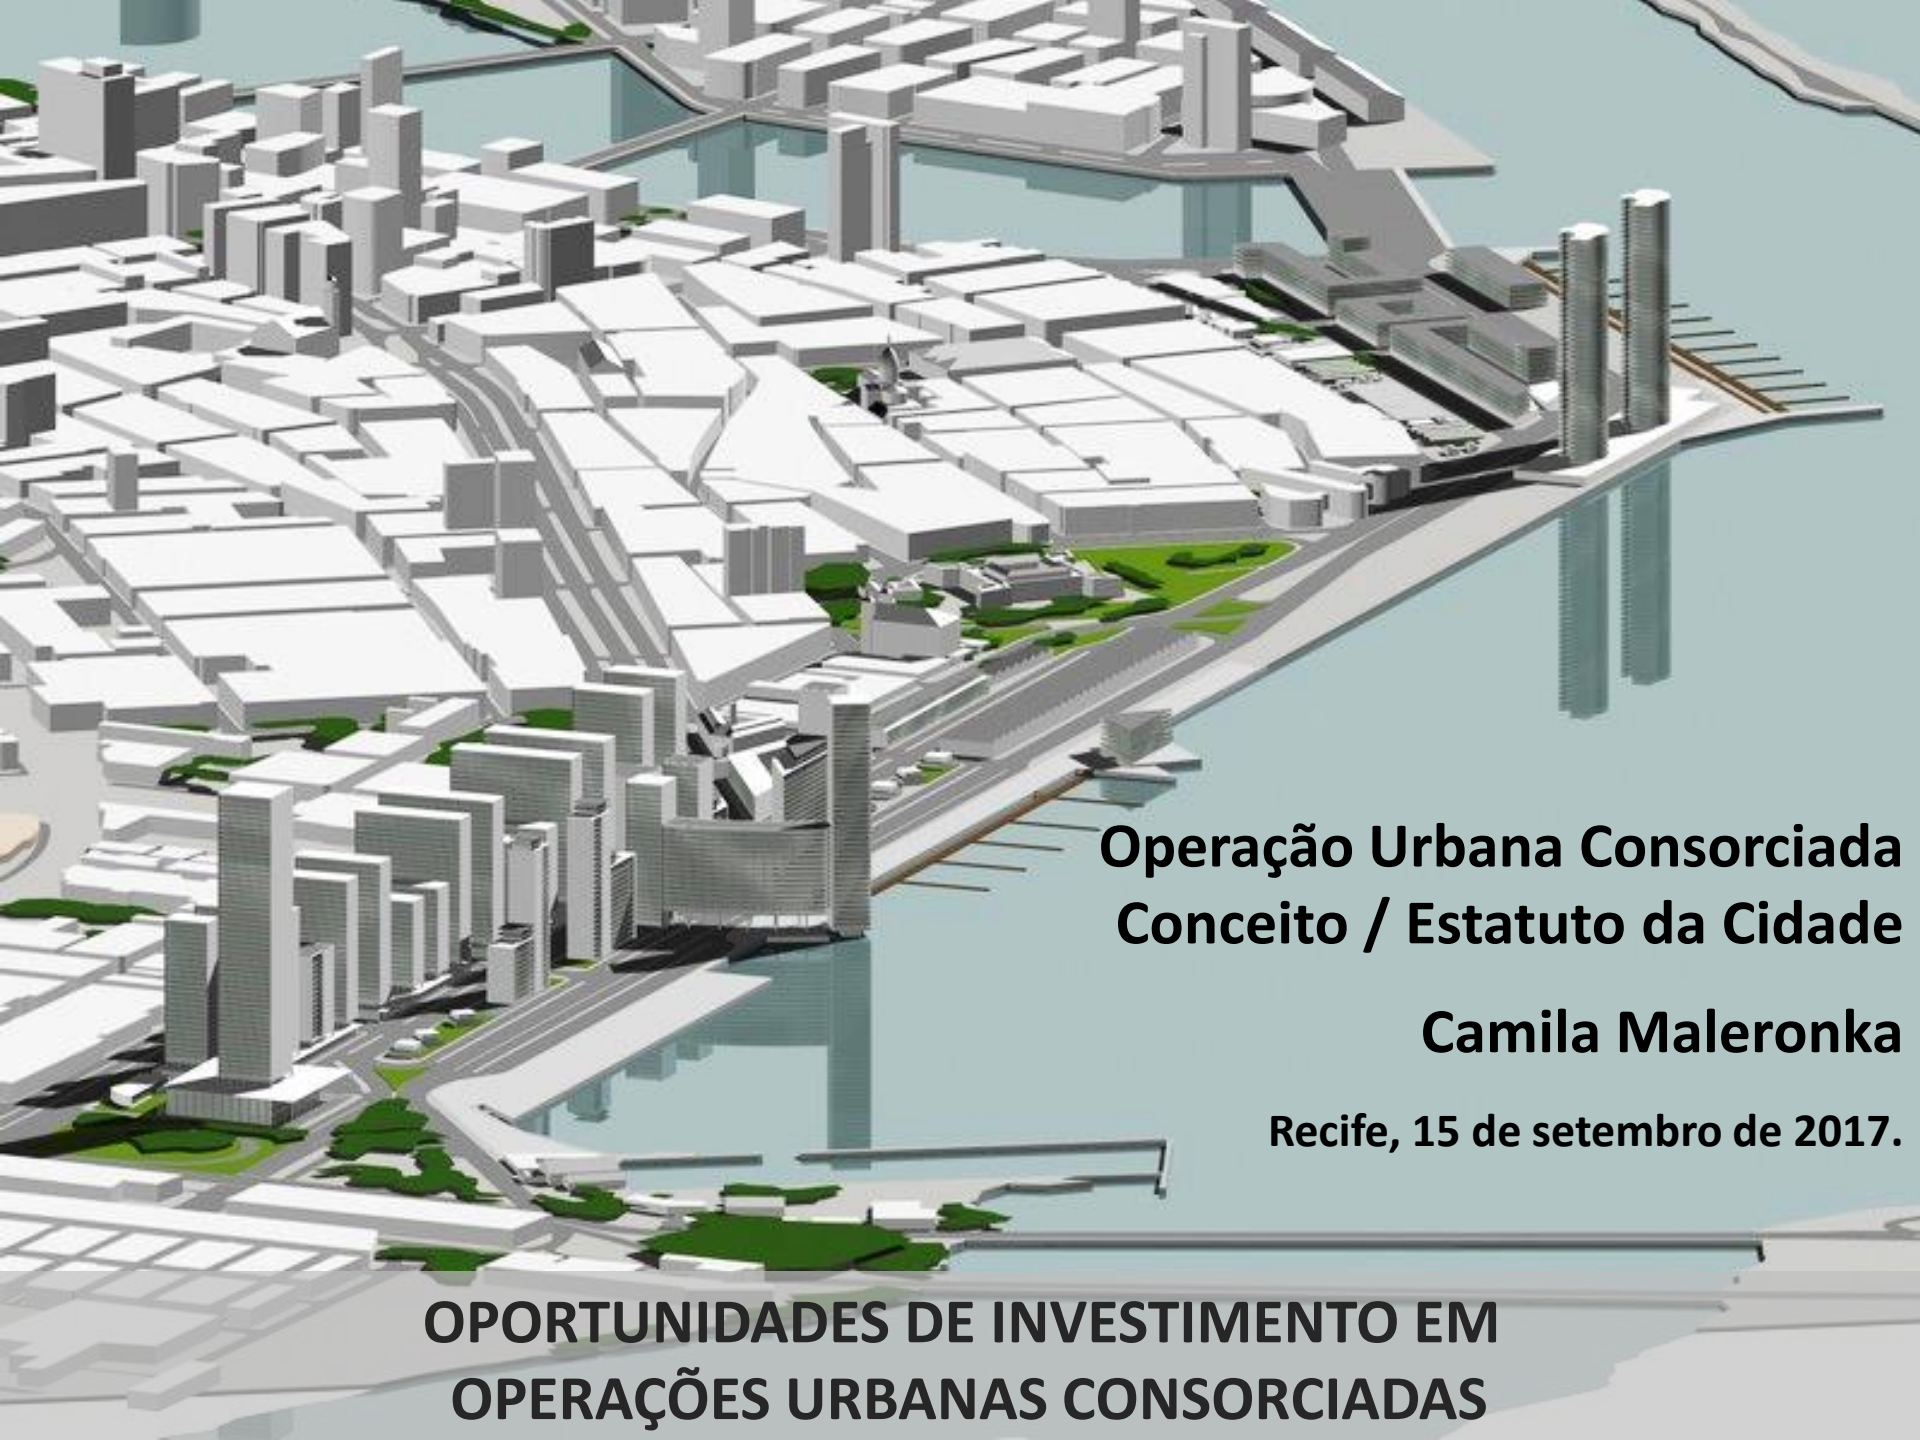 Operação Urbana Consorciada
Conceito / Estatuto da Cidade
Camila Maleronka
Recife, 15 de setembro de 2017.
OPORTUNIDADES DE INVESTIMENTO EM
OPERAÇÕES URBANAS CONSORCIADAS